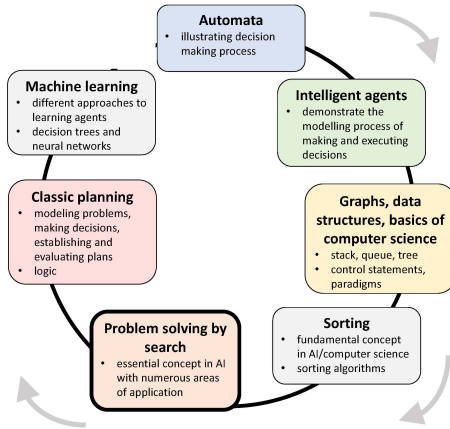 Automata
• illustrating decision
making process
Intelligent agents
• demonstrate the
modelling process of
making and executing
decisions
Graphs, data
structures, basics of
computer science
• stack, queue, tree
• control statements,
paradigms
Sorting
• fundamental concept
in AI/computer science
• sorting algorithms
Problem solving by
search
• essential concept in AI
with numerous areas
of application
Classic planning
• modeling problems,
making decisions,
establishing and
evaluating plans
• logic
Machine learning
• different approaches to
learning agents
• decision trees and
neural networks